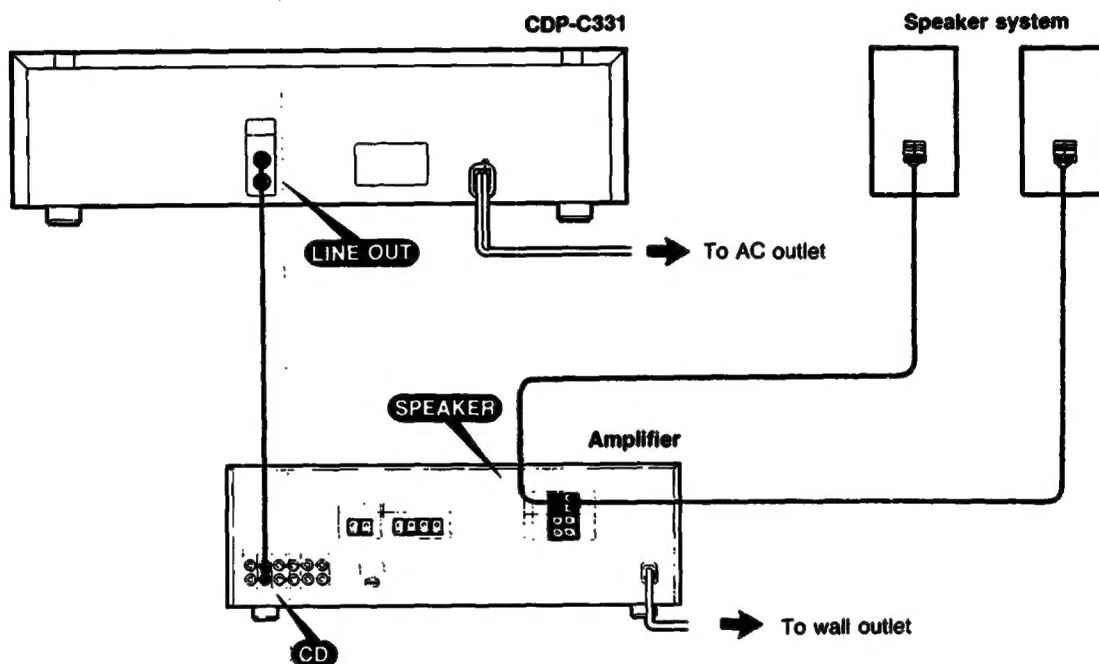 CDP-C331
Speaker system
LINE OUT
To AC outlet
SPEAKER
Amplifier
To wall outlet
CD